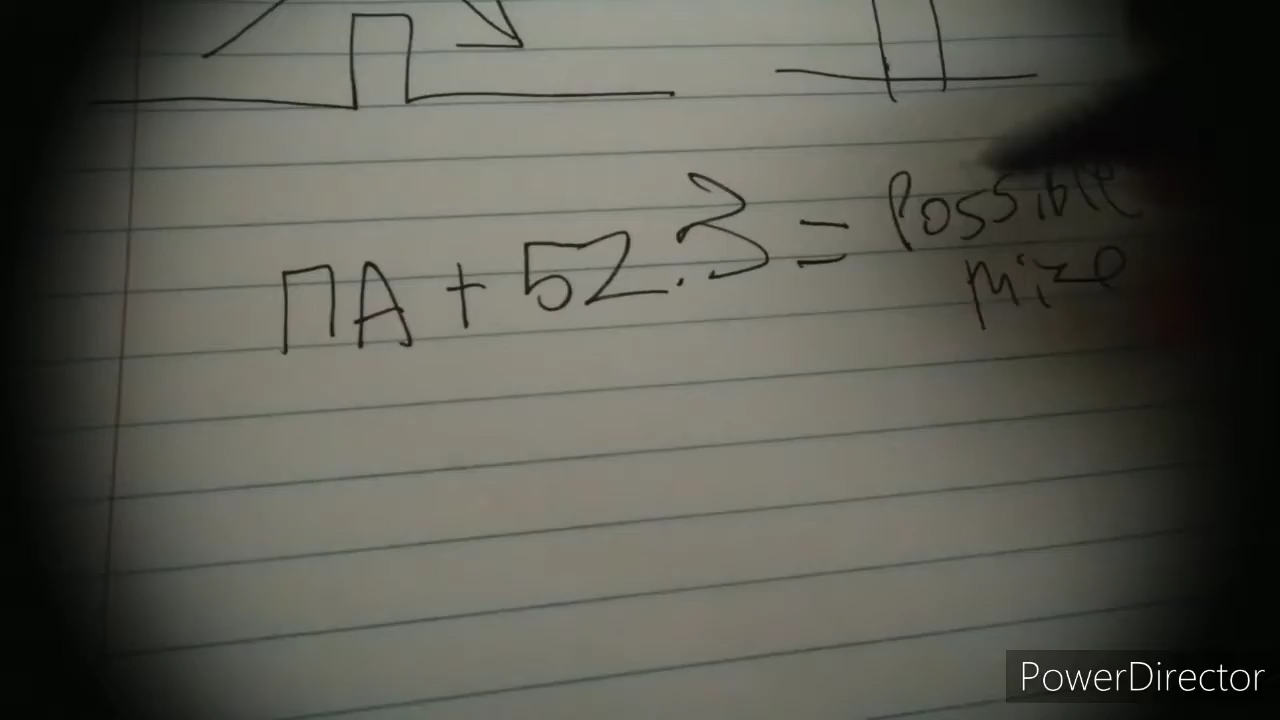 ΠA + 52.3 = Possible
mize
PowerDirector